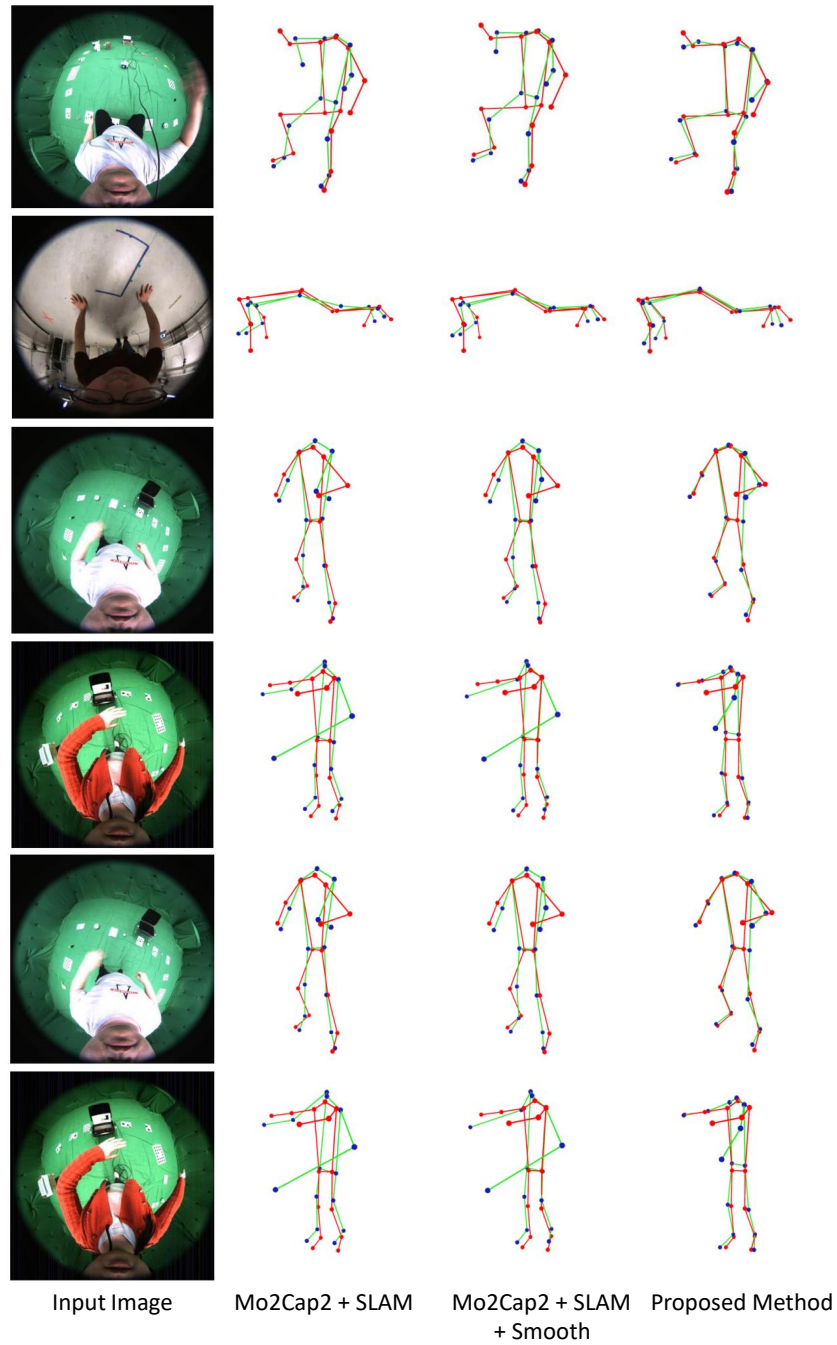 Input Image
Mo2Cap2 + SLAM
Mo2Cap2 + SLAM
+ Smooth
Proposed Method